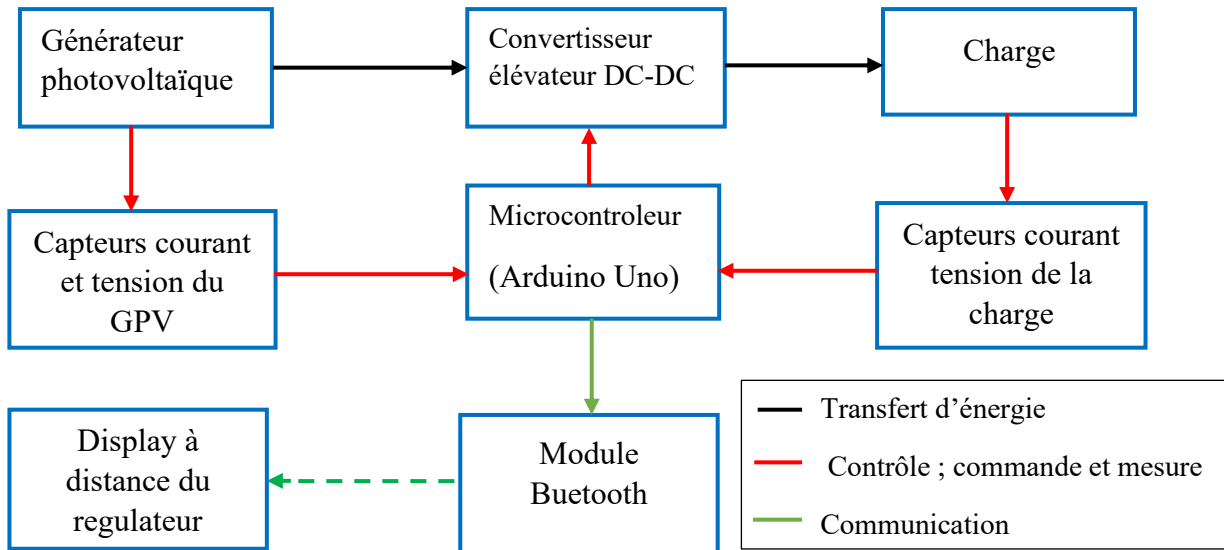 Générateur
photovoltaïque
Convertisseur
élévateur DC-DC
Charge
Capteurs courant
et tension du
GPV
Microcontroleur
(Arduino Uno)
Capteurs courant
tension de la
charge
Display à
distance du
regulateur
Module
Buetooth
Transfert d’énergie
Contrôle ; commande et mesure
Communication